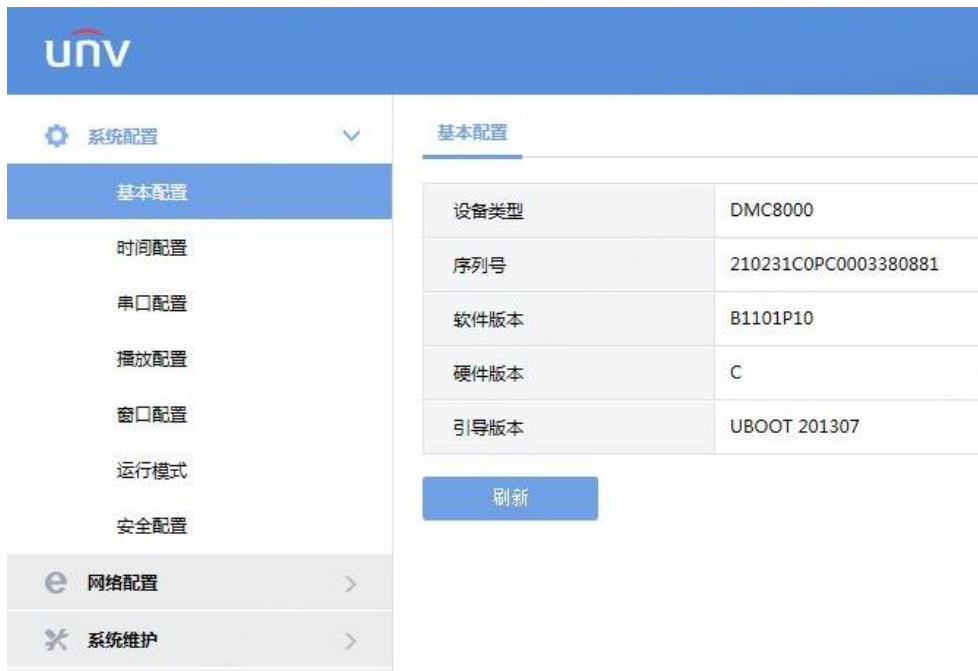 unv
系统配置
基本配置
时间配置
串口配置
播放配置
窗口配置
运行模式
安全配置
网络配置
系统维护
基本配置
设备类型 DMC8000
序列号 210231C0PC0003380881
软件版本 B1101P10
硬件版本 C
引导版本 UBOOT 201307
刷新